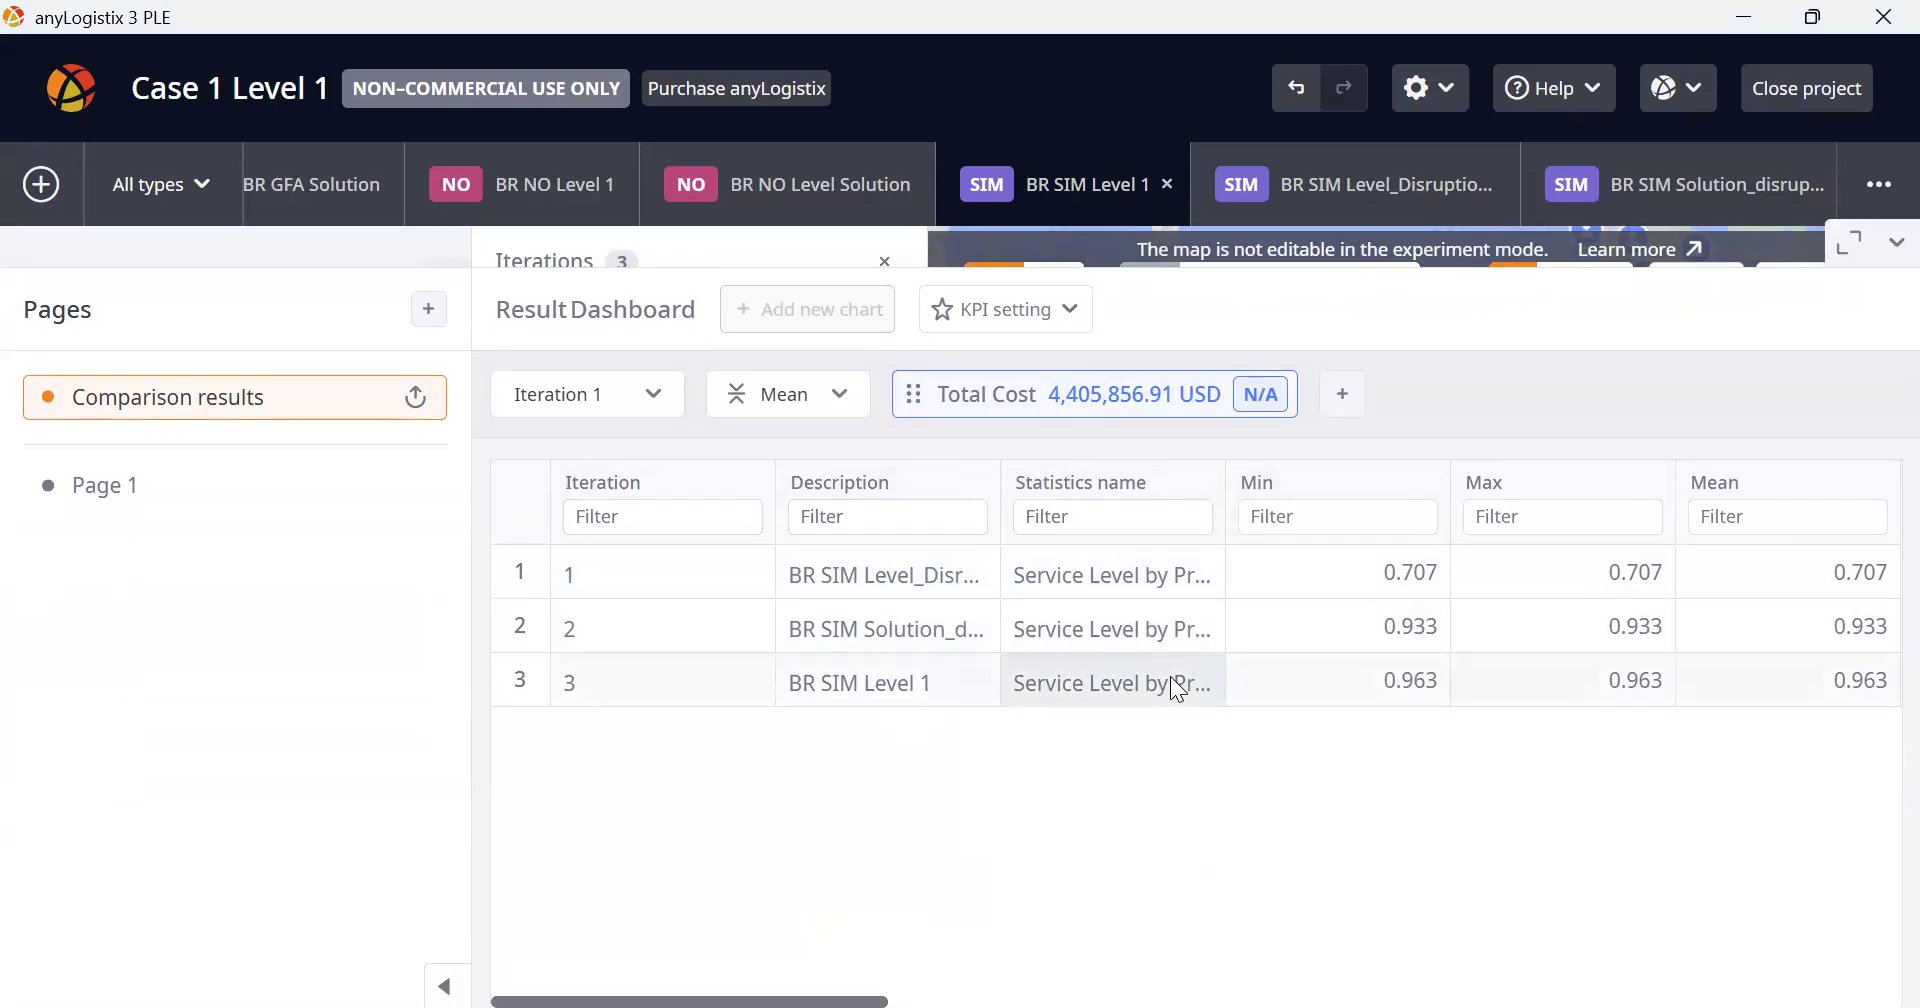 anyLogistix 3 PLE
Case 1 Level 1 NON-COMMERCIAL USE ONLY Purchase anyLogistix Help Close project
All types BR GFA Solution NO BR NO Level 1 NO BR NO Level Solution SIM BR SIM Level 1 × SIM BR SIM Level_Disruptio... SIM BR SIM Solution_disrup... •••
Iterations 3 × The map is not editable in the experiment mode. Learn more
Pages + Result Dashboard + Add new chart KPI setting
Comparison results Iteration 1 Mean Total Cost 4,405,856.91 USD N/A +
Page 1
Iteration Description Statistics name Min Max Mean
Filter Filter Filter Filter Filter Filter
1 1 BR SIM Level_Disr... Service Level by Pr... 0.707 0.707 0.707
2 2 BR SIM Solution_d... Service Level by Pr... 0.933 0.933 0.933
3 3 BR SIM Level 1 Service Level by Pr... 0.963 0.963 0.963